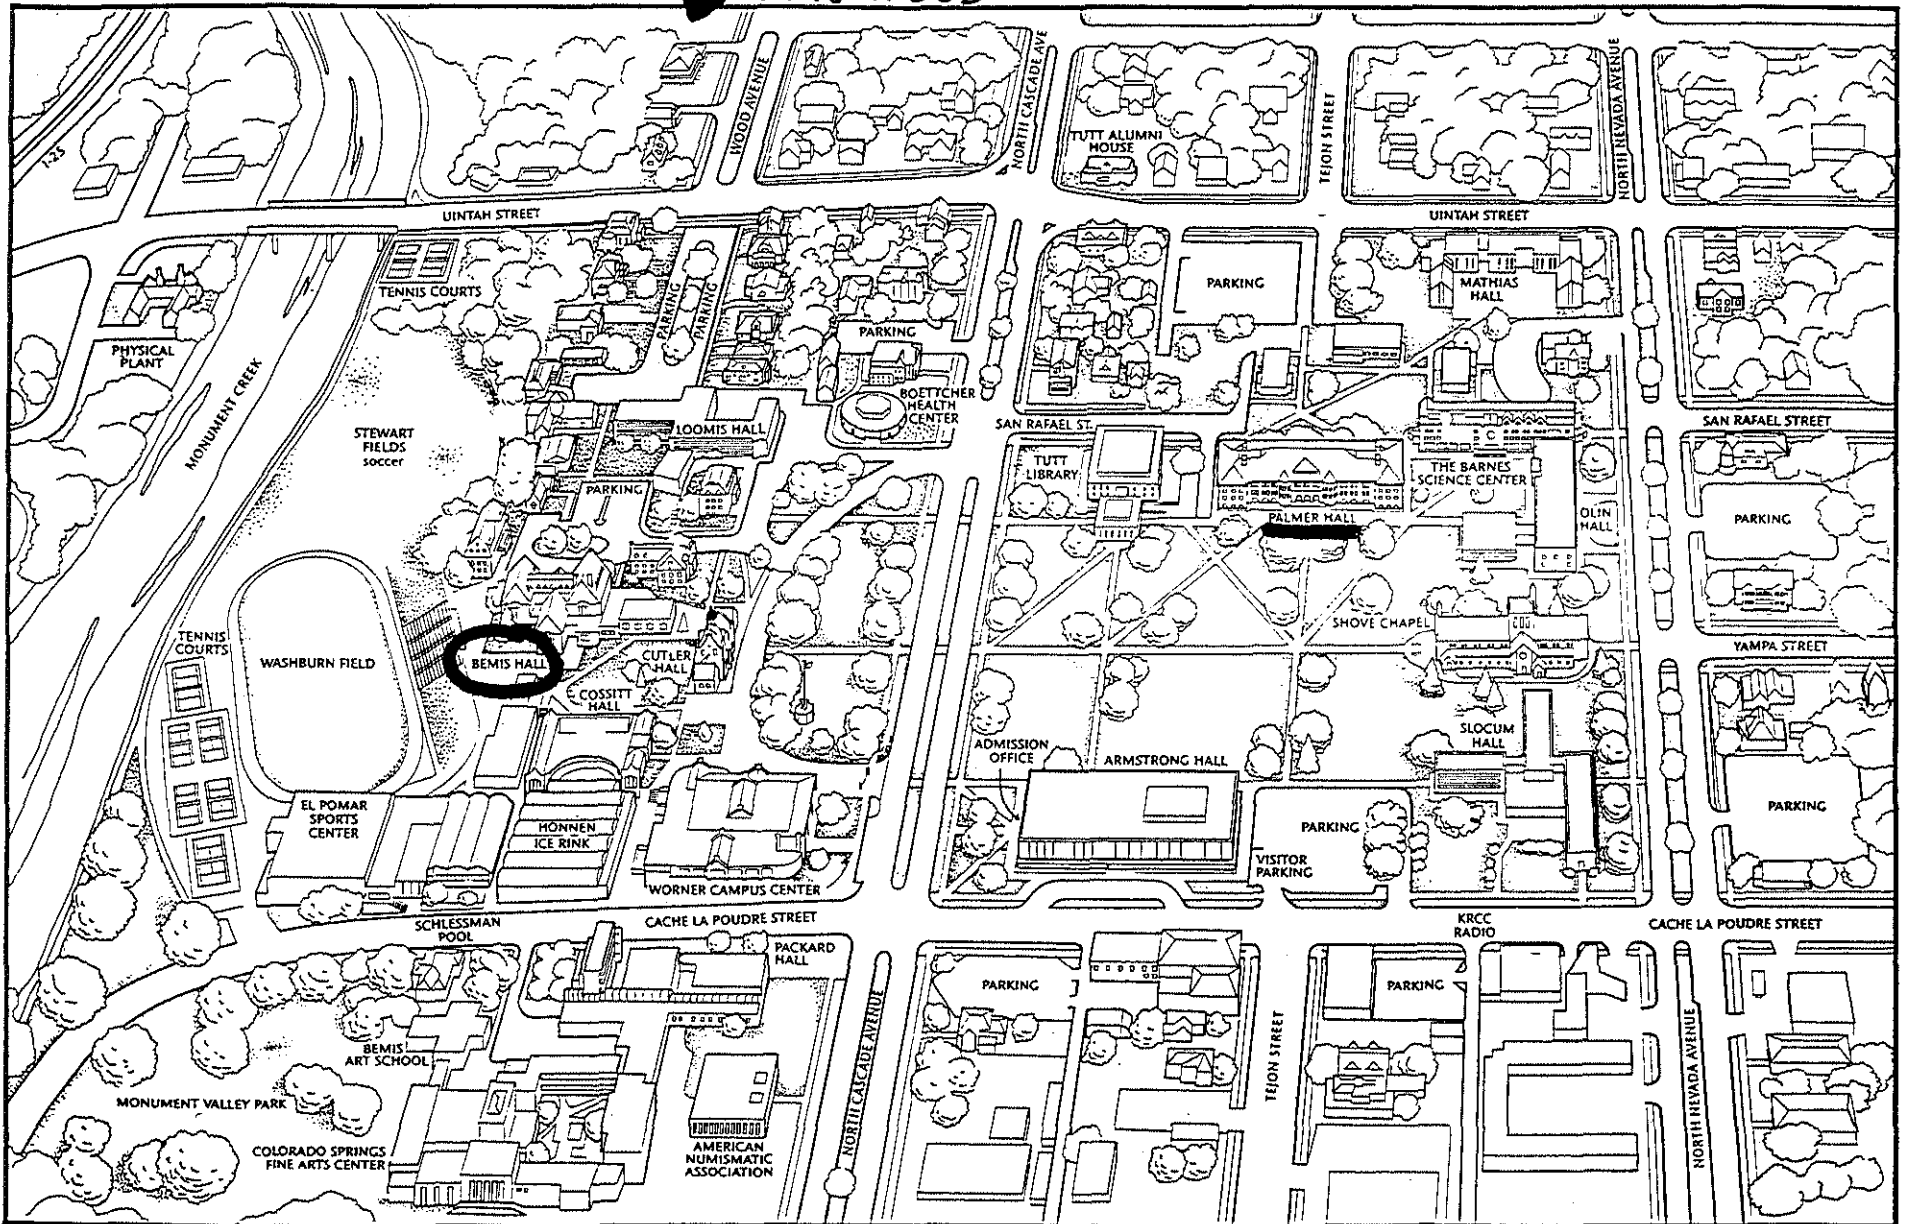 WOOD AVENUE
NORTH CASCADE AVE
TUTT ALUMNI
HOUSE
TEJON STREET
NORTH NEVADA AVENUE
I-25
UINTAH STREET
UINTAH STREET
TENNIS COURTS
PARKING
PARKING
PARKING
MATHIAS
HALL
PHYSICAL
PLANT
PARKING
MONUMENT CREEK
BOETTCHER
HEALTH
CENTER
STEWART
FIELDS
soccer
LOOMIS HALL
SAN RAFAEL ST.
SAN RAFAEL STREET
TUTT
LIBRARY
THE BARNES
SCIENCE CENTER
PARKING
PALMER HALL
OLIN
HALL
PARKING
TENNIS
COURTS
WASHBURN FIELD
BEMIS HALL
CUTLER
HALL
SHOVE CHAPEL
YAMPA STREET
COSSITT
HALL
SLOCUM
HALL
ADMISSION
OFFICE
ARMSTRONG HALL
EL POMAR
SPORTS
CENTER
HONNEN
ICE RINK
PARKING
PARKING
VISITOR
PARKING
WORNER CAMPUS CENTER
SCHLESSMAN
POOL
CACHE LA POUDRE STREET
KRCC
RADIO
CACHE LA POUDRE STREET
PACKARD
HALL
PARKING
PARKING
BEMIS
ART SCHOOL
NORTH CASCADE AVENUE
TEJON STREET
NORTH NEVADA AVENUE
MONUMENT VALLEY PARK
COLORADO SPRINGS
FINE ARTS CENTER
AMERICAN
NUMISMATIC
ASSOCIATION